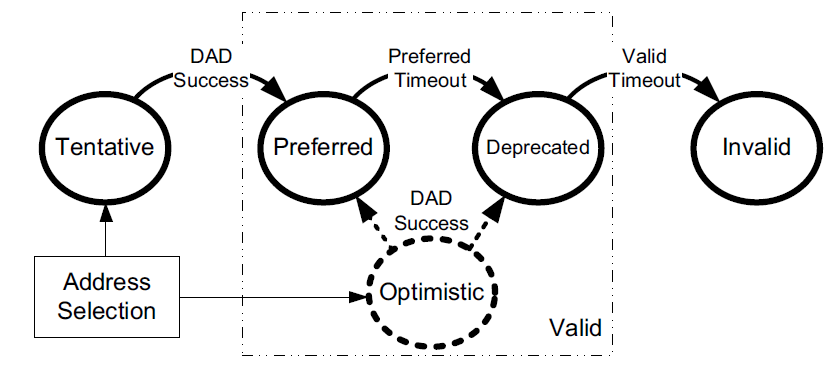 DAD
Success
Preferred
Timeout
Valid
Timeout
Tentative
Preferred
Deprecated
Invalid
DAD
Success
Address
Selection
Optimistic
Valid